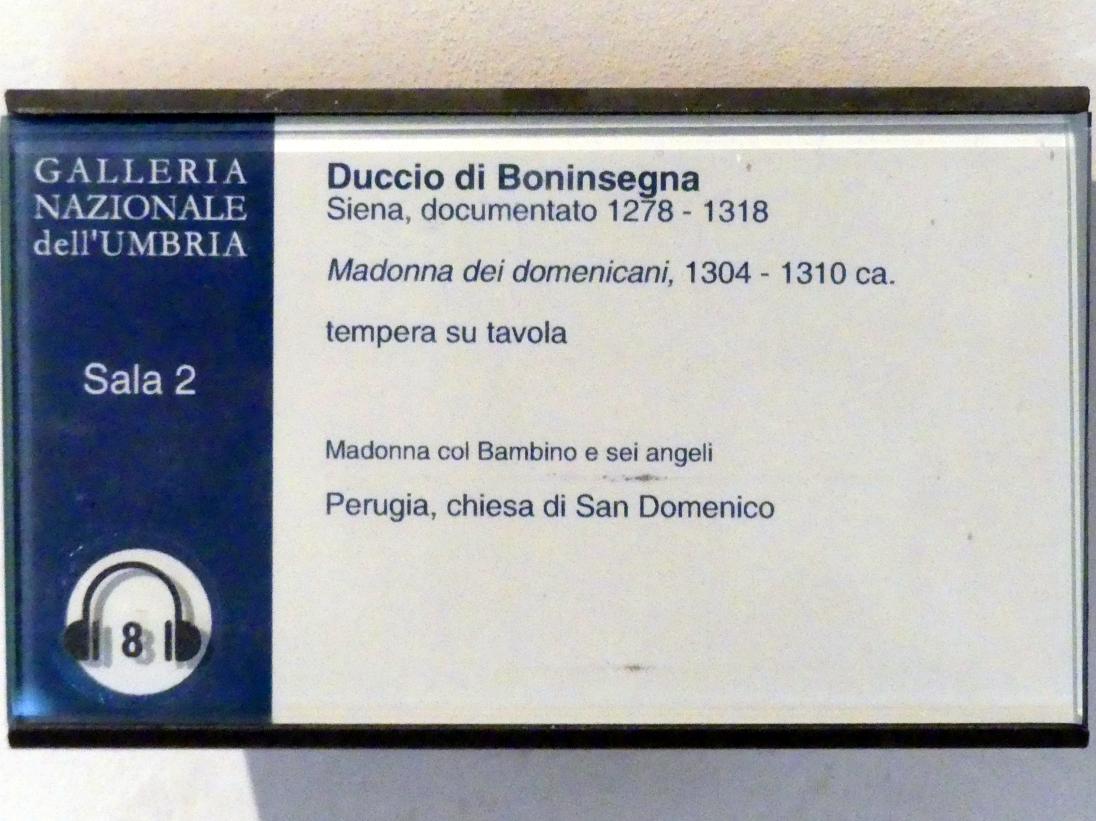 GALLERIA
NAZIONALE
dell'UMBRIA
Sala 2
8
Duccio di Boninsegna
Siena, documentato 1278 - 1318
Madonna dei domenicani, 1304 - 1310 ca.
tempera su tavola
Madonna col Bambino e sei angeli
Perugia, chiesa di San Domenico